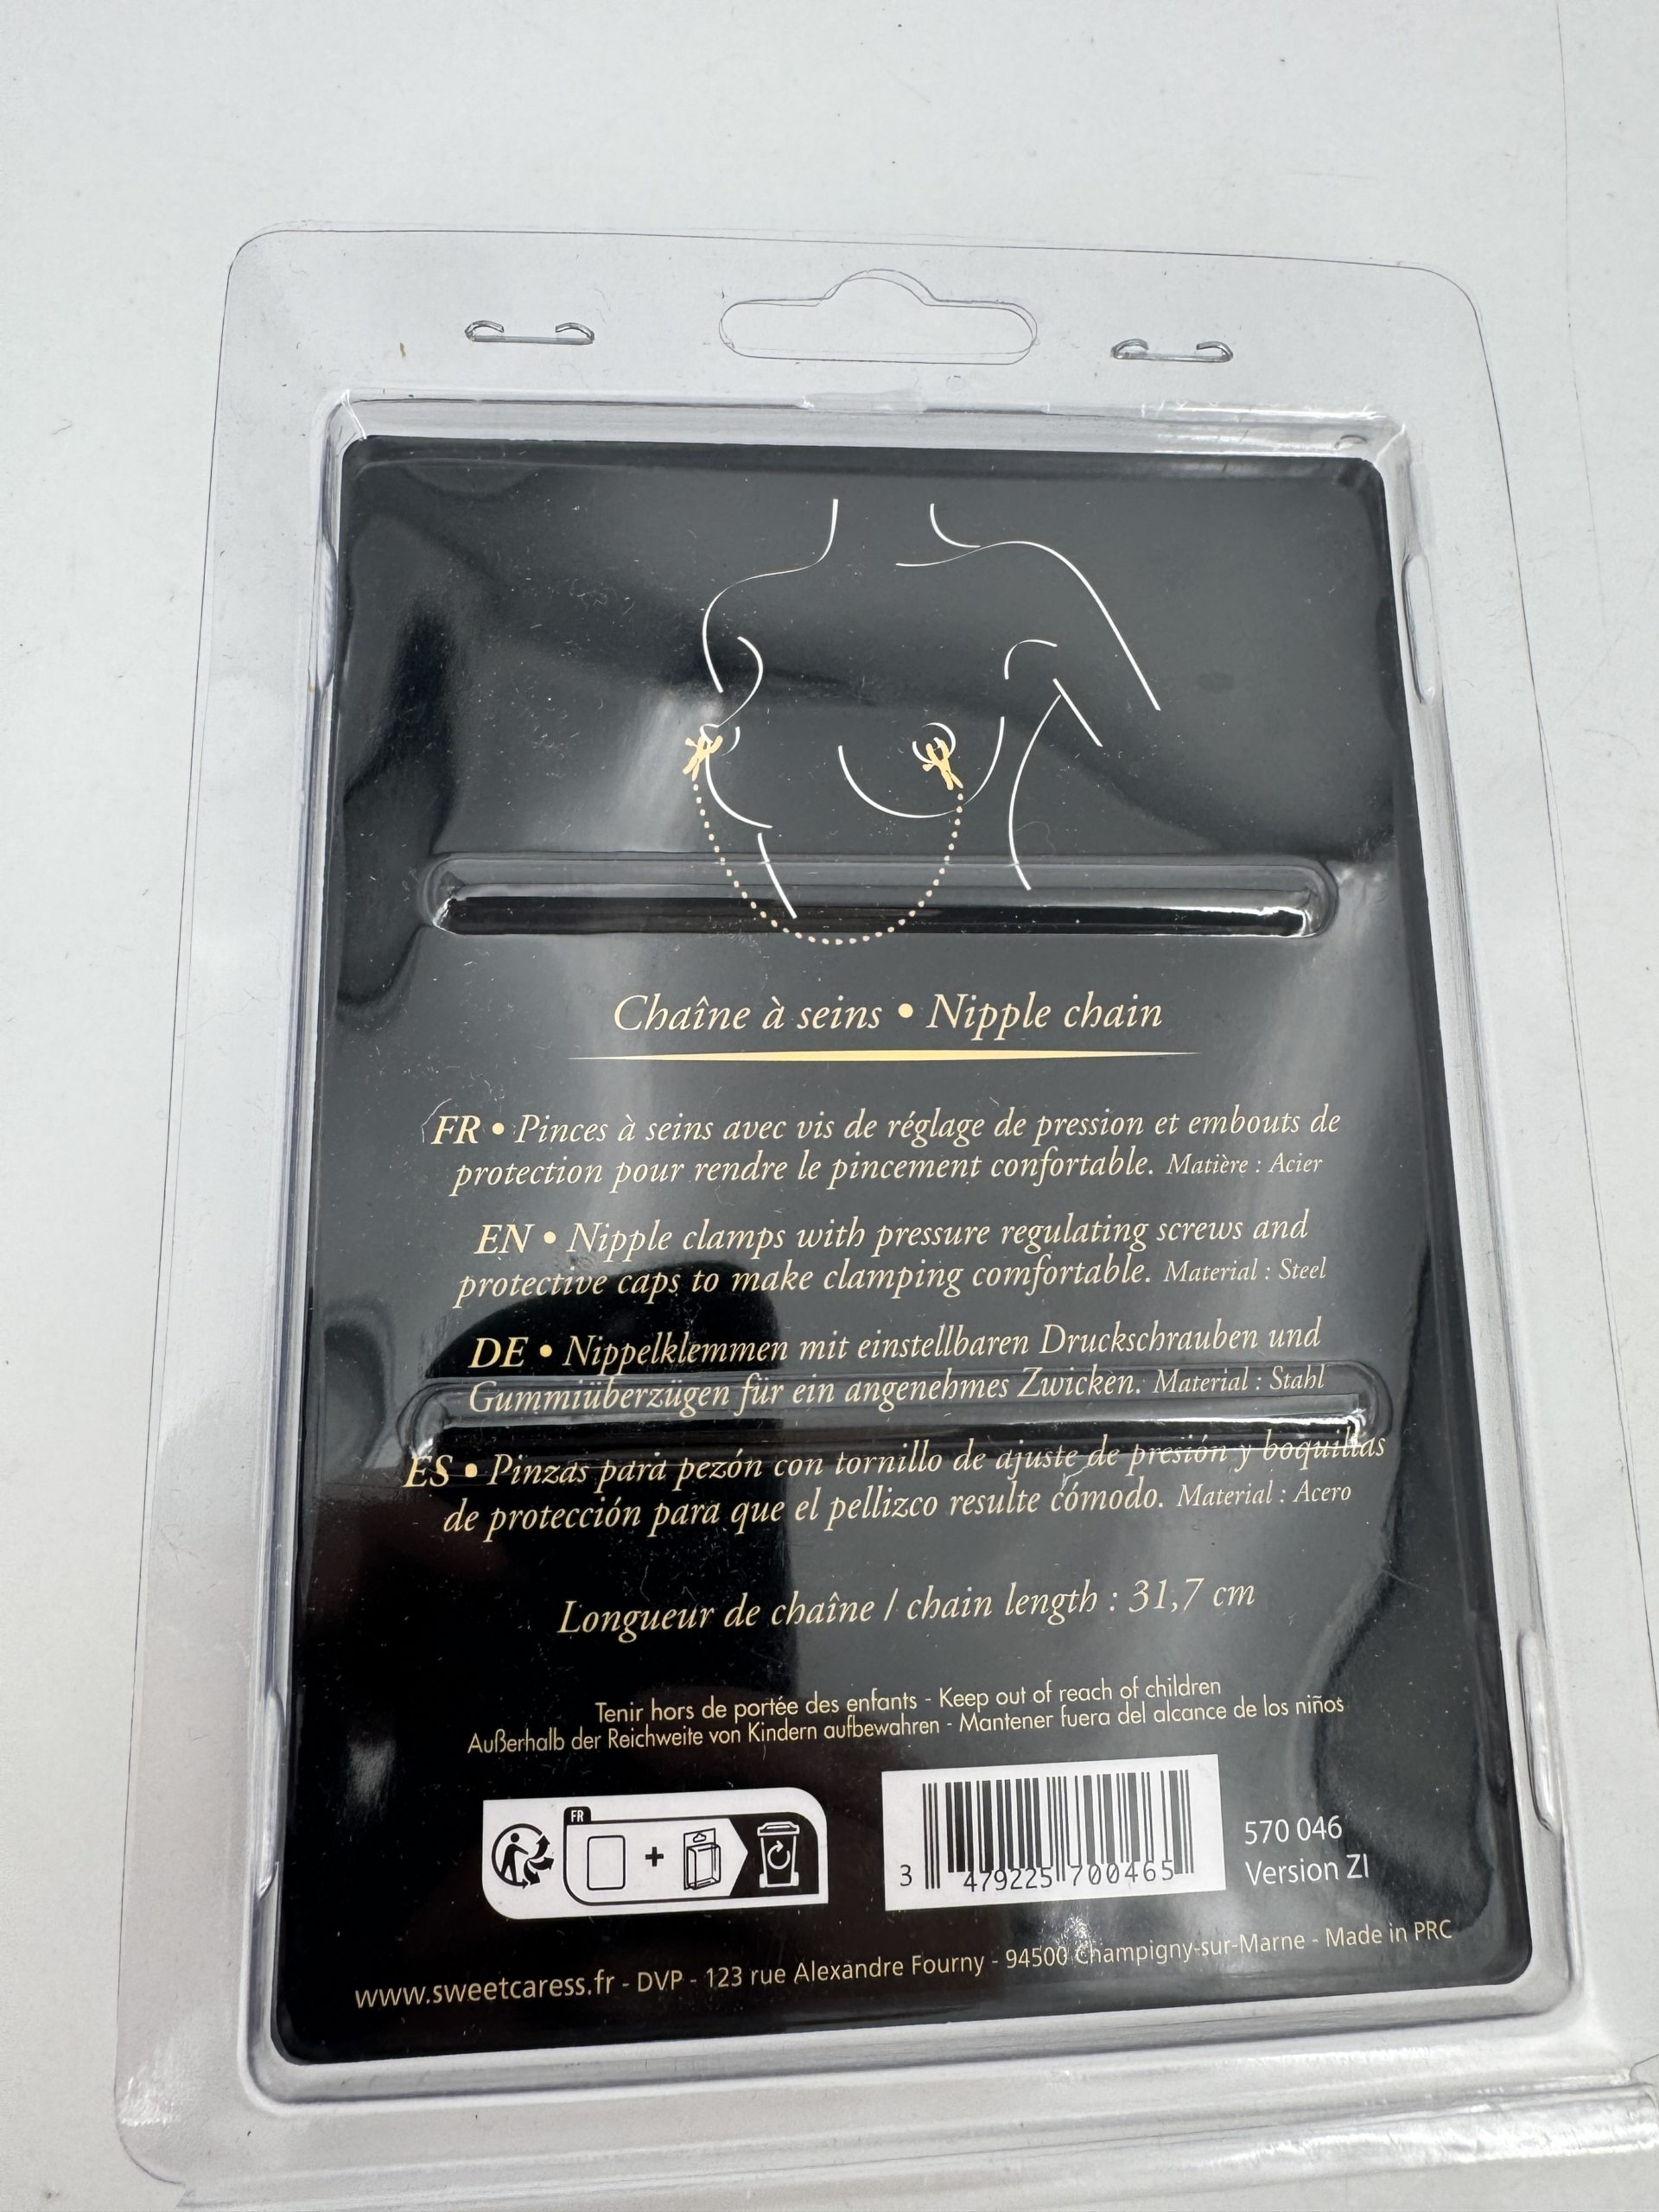 Chaîne à seins • Nipple chain
FR • Pinces à seins avec vis de réglage de pression et embouts de
protection pour rendre le pincement confortable. Matière : Acier
EN • Nipple clamps with pressure regulating screws and
protective caps to make clamping comfortable. Material : Steel
DE • Nippelklemmen mit einstellbaren Druckschrauben und
Gummiüberzügen für ein angenehmes Zwicken. Material : Stahl
ES • Pinzas para pezón con tornillo de ajuste de presión y boquillas
de protección para que el pellizco resulte cómodo. Material : Acero
Longueur de chaîne / chain length : 31,7 cm
Tenir hors de portée des enfants - Keep out of reach of children
Außerhalb der Reichweite von Kindern aufbewahren - Mantener fuera del alcance de los niños
FR
+
3 479225 700465
570 046
Version ZI
www.sweetcaress.fr - DVP - 123 rue Alexandre Fourny - 94500 Champigny-sur-Marne - Made in PRC